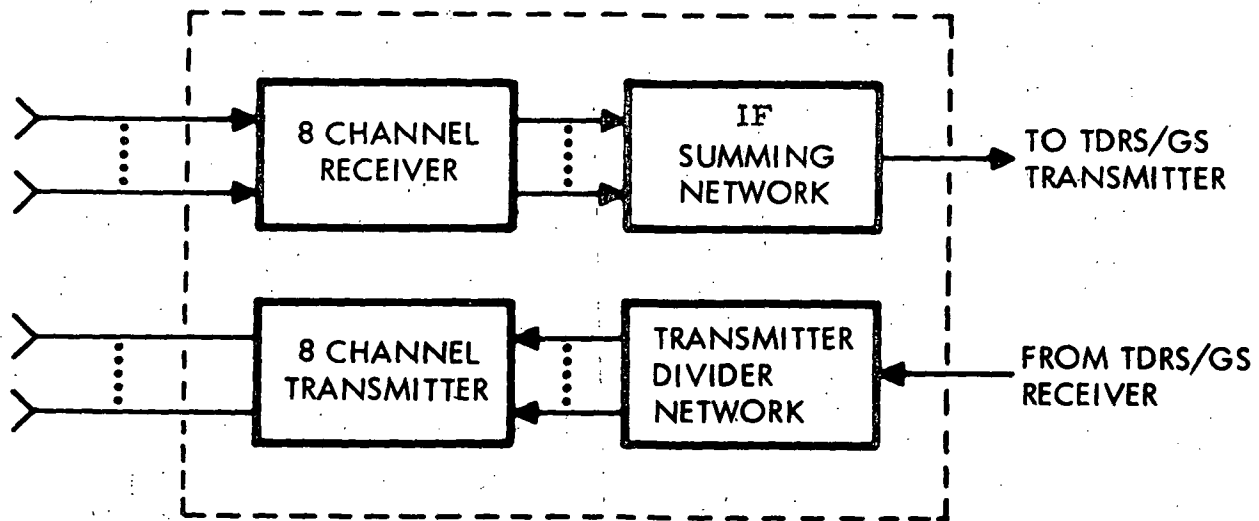 8 CHANNEL
RECEIVER
IF
SUMMING
NETWORK
TO TDRS/GS
TRANSMITTER
8 CHANNEL
TRANSMITTER
TRANSMITTER
DIVIDER
NETWORK
FROM TDRS/GS
RECEIVER